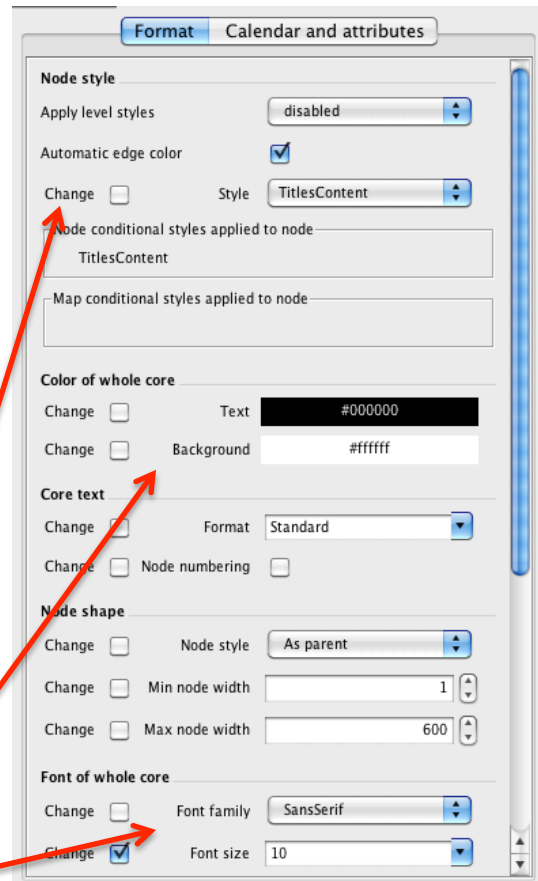 Format Calendar and attributes
Node style
Apply level styles disabled
Automatic edge color
Change Style TitlesContent
Node conditional styles applied to node
TitlesContent
Map conditional styles applied to node
Color of whole core
Change Text #000000
Change Background #ffffff
Core text
Change Format Standard
Change Node numbering
Node shape
Change Node style As parent
Change Min node width 1
Change Max node width 600
Font of whole core
Change Font family SansSerif
Change Font size 10